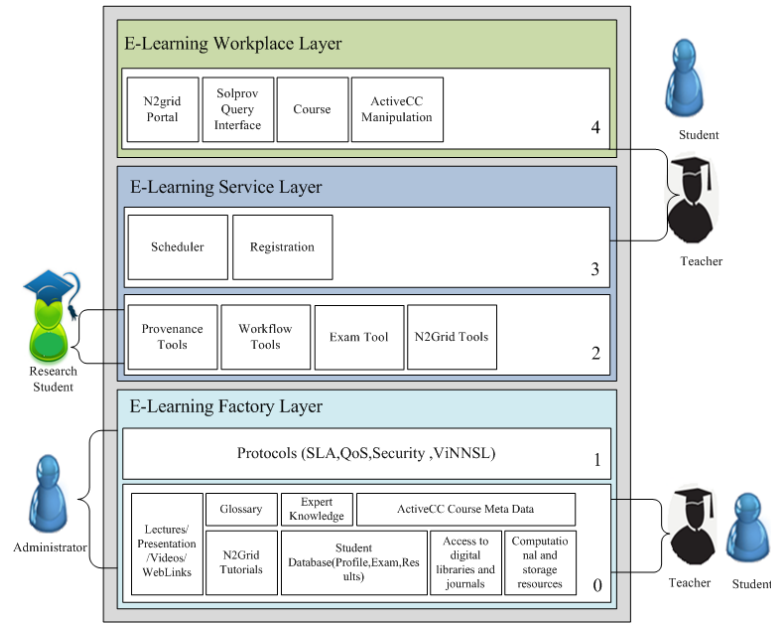 E-Learning Workplace Layer
N2grid
Portal
Solprov
Query
Interface
Course
ActiveCC
Manipulation
4
Student
Teacher
E-Learning Service Layer
Scheduler
Registration
3
Provenance
Tools
Workflow
Tools
Exam Tool
N2Grid Tools
2
Research
Student
E-Learning Factory Layer
Protocols (SLA,QoS,Security ,ViNNSL)
1
Administrator
Lectures/
Presentation
/Videos/
WebLinks
Glossary
Expert
Knowledge
ActiveCC Course Meta Data
N2Grid
Tutorials
Student
Database(Profile,Exam,Res
ults)
Access to
digital
libraries and
journals
Computatio
nal and
storage
resources
0
Teacher
Student